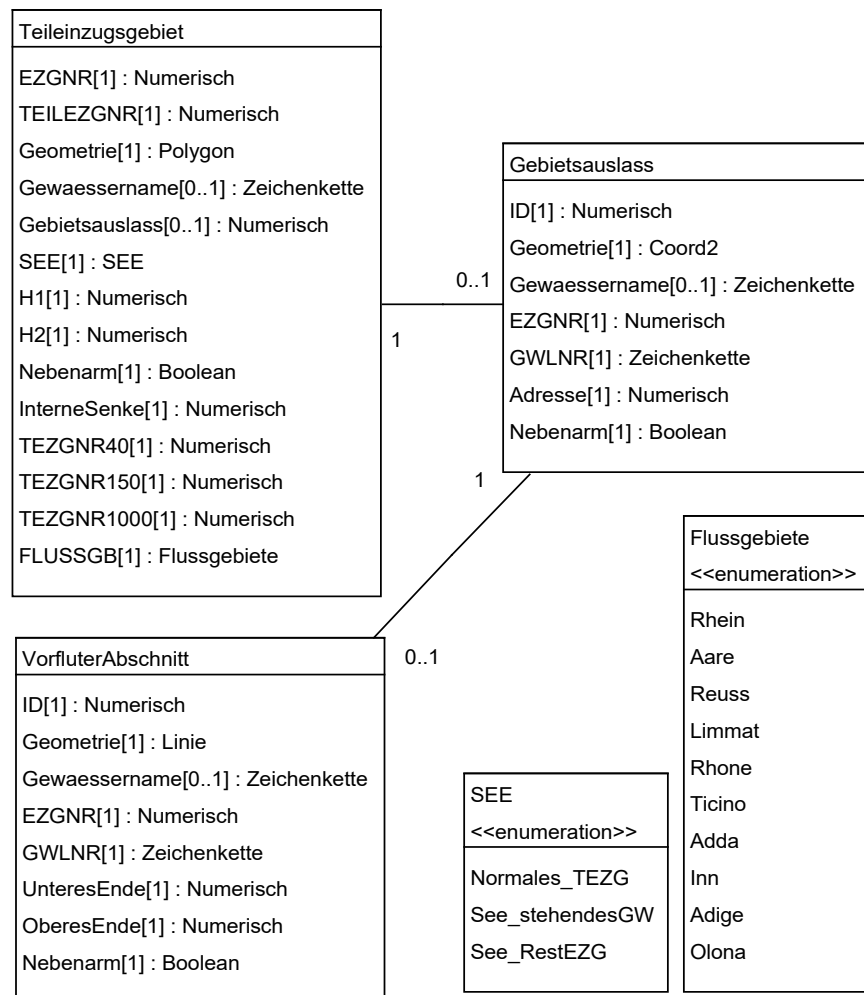 Teileinzugsgebiet
EZGNR[1] : Numerisch
TEILEZGNR[1] : Numerisch
Geometrie[1] : Polygon
Gewaessername[0..1] : Zeichenkette
Gebietsauslass[0..1] : Numerisch
SEE[1] : SEE
H1[1] : Numerisch
H2[1] : Numerisch
Nebenarm[1] : Boolean
InterneSenke[1] : Numerisch
TEZGNR40[1] : Numerisch
TEZGNR150[1] : Numerisch
TEZGNR1000[1] : Numerisch
FLUSSGB[1] : Flussgebiete
0..1
1
Gebietsauslass
ID[1] : Numerisch
Geometrie[1] : Coord2
Gewaessername[0..1] : Zeichenkette
EZGNR[1] : Numerisch
GWLNR[1] : Zeichenkette
Adresse[1] : Numerisch
Nebenarm[1] : Boolean
1
0..1
VorfluterAbschnitt
ID[1] : Numerisch
Geometrie[1] : Linie
Gewaessername[0..1] : Zeichenkette
EZGNR[1] : Numerisch
GWLNR[1] : Zeichenkette
UnteresEnde[1] : Numerisch
OberesEnde[1] : Numerisch
Nebenarm[1] : Boolean
SEE
<<enumeration>>
Normales_TEZG
See_stehendesGW
See_RestEZG
Flussgebiete
<<enumeration>>
Rhein
Aare
Reuss
Limmat
Rhone
Ticino
Adda
Inn
Adige
Olona